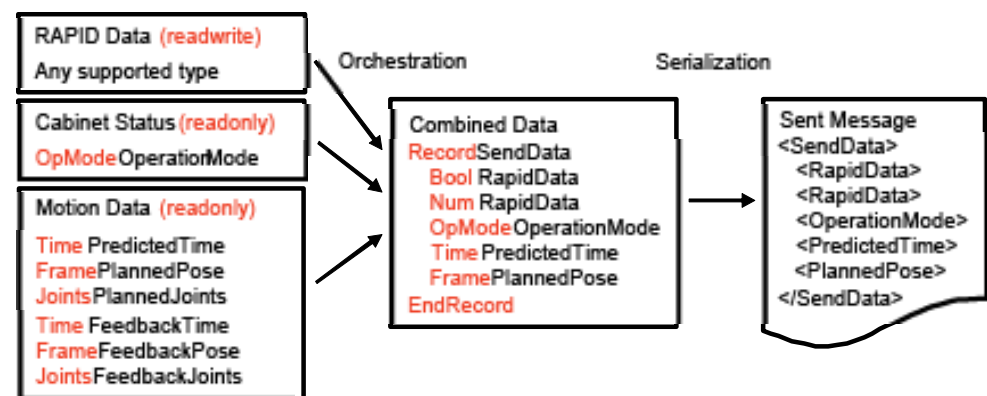 RAPID Data (readwrite)
Any supported type
Cabinet Status (readonly)
OpMode OperationMode
Motion Data (readonly)
Time PredictedTime
Frame PlannedPose
Joints PlannedJoints
Time FeedbackTime
Frame FeedbackPose
Joints FeedbackJoints
Orchestration
Combined Data
Record SendData
Bool RapidData
Num RapidData
OpMode OperationMode
Time PredictedTime
Frame PlannedPose
EndRecord
Serialization
Sent Message
<SendData>
<RapidData>
<RapidData>
<OperationMode>
<PredictedTime>
<PlannedPose>
</SendData>